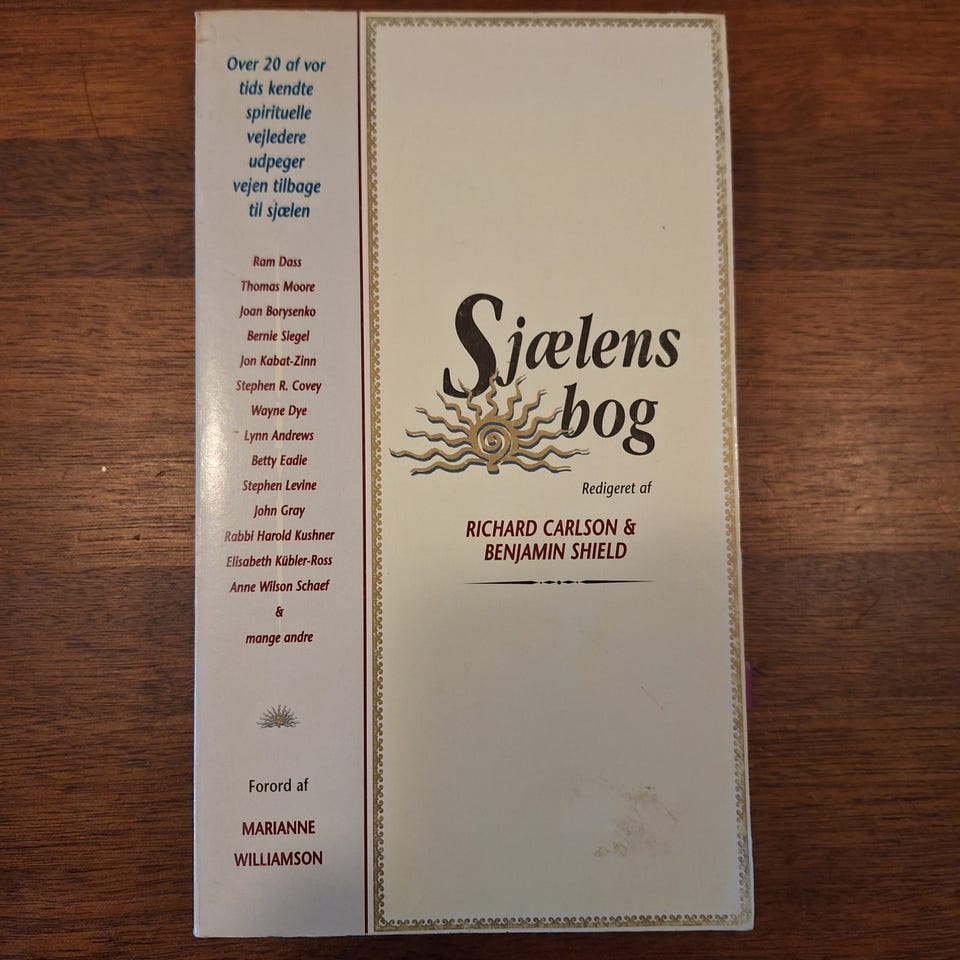 Over 20 af vor
tids kendte
spirituelle
vejledere
udpeger
vejen tilbage
til sjælen
Ram Dass
Thomas Moore
Joan Borysenko
Bernie Siegel
Jon Kabat-Zinn
Stephen R. Covey
Wayne Dye
Lynn Andrews
Betty Eadie
Stephen Levine
John Gray
Rabbi Harold Kushner
Elisabeth Kübler-Ross
Anne Wilson Schaef
&
mange andre
Forord af
MARIANNE
WILLIAMSON
Sjælens
bog
Redigeret af
RICHARD CARLSON &
BENJAMIN SHIELD